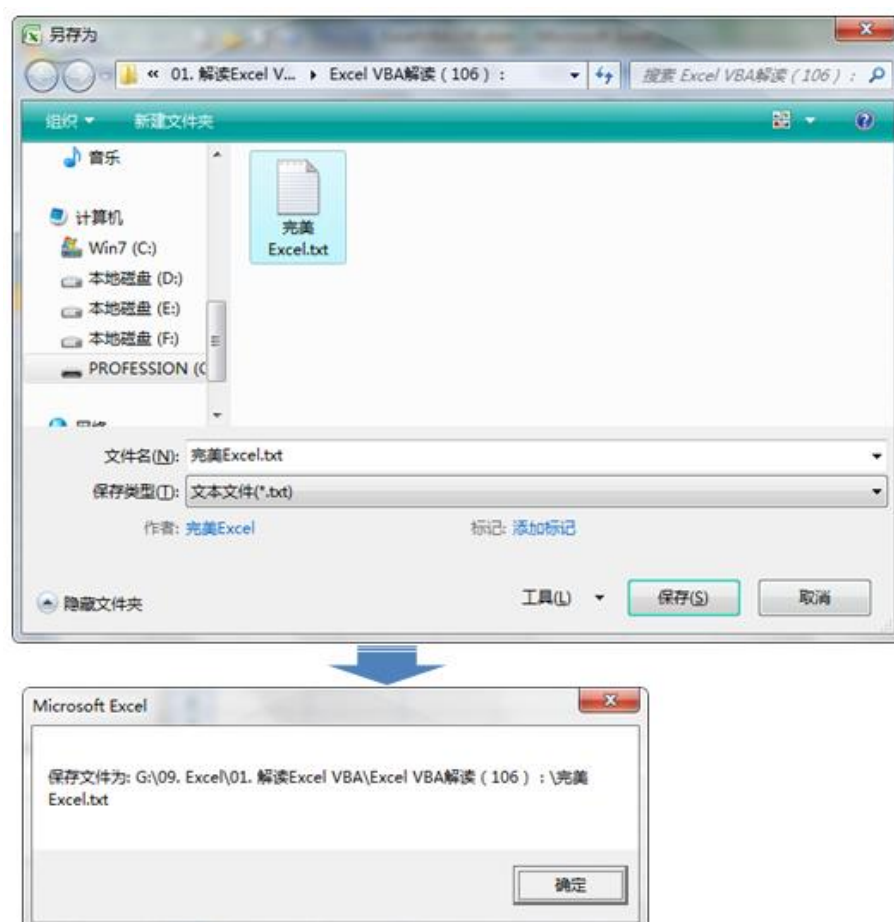 另存为
« 01. 解读Excel V... ▸ Excel VBA解读（106）：
搜索 Excel VBA解读（106）：
组织 新建文件夹
音乐
计算机
Win7 (C:)
本地磁盘 (D:)
本地磁盘 (E:)
本地磁盘 (F:)
PROFESSION (G
网络
完美
Excel.txt
文件名(N): 完美Excel.txt
保存类型(T): 文本文件(*.txt)
作者: 完美Excel 标记: 添加标记
隐藏文件夹 工具(L) 保存(S) 取消
Microsoft Excel
保存文件为: G:\09. Excel\01. 解读Excel VBA\Excel VBA解读（106）：\完美
Excel.txt
确定